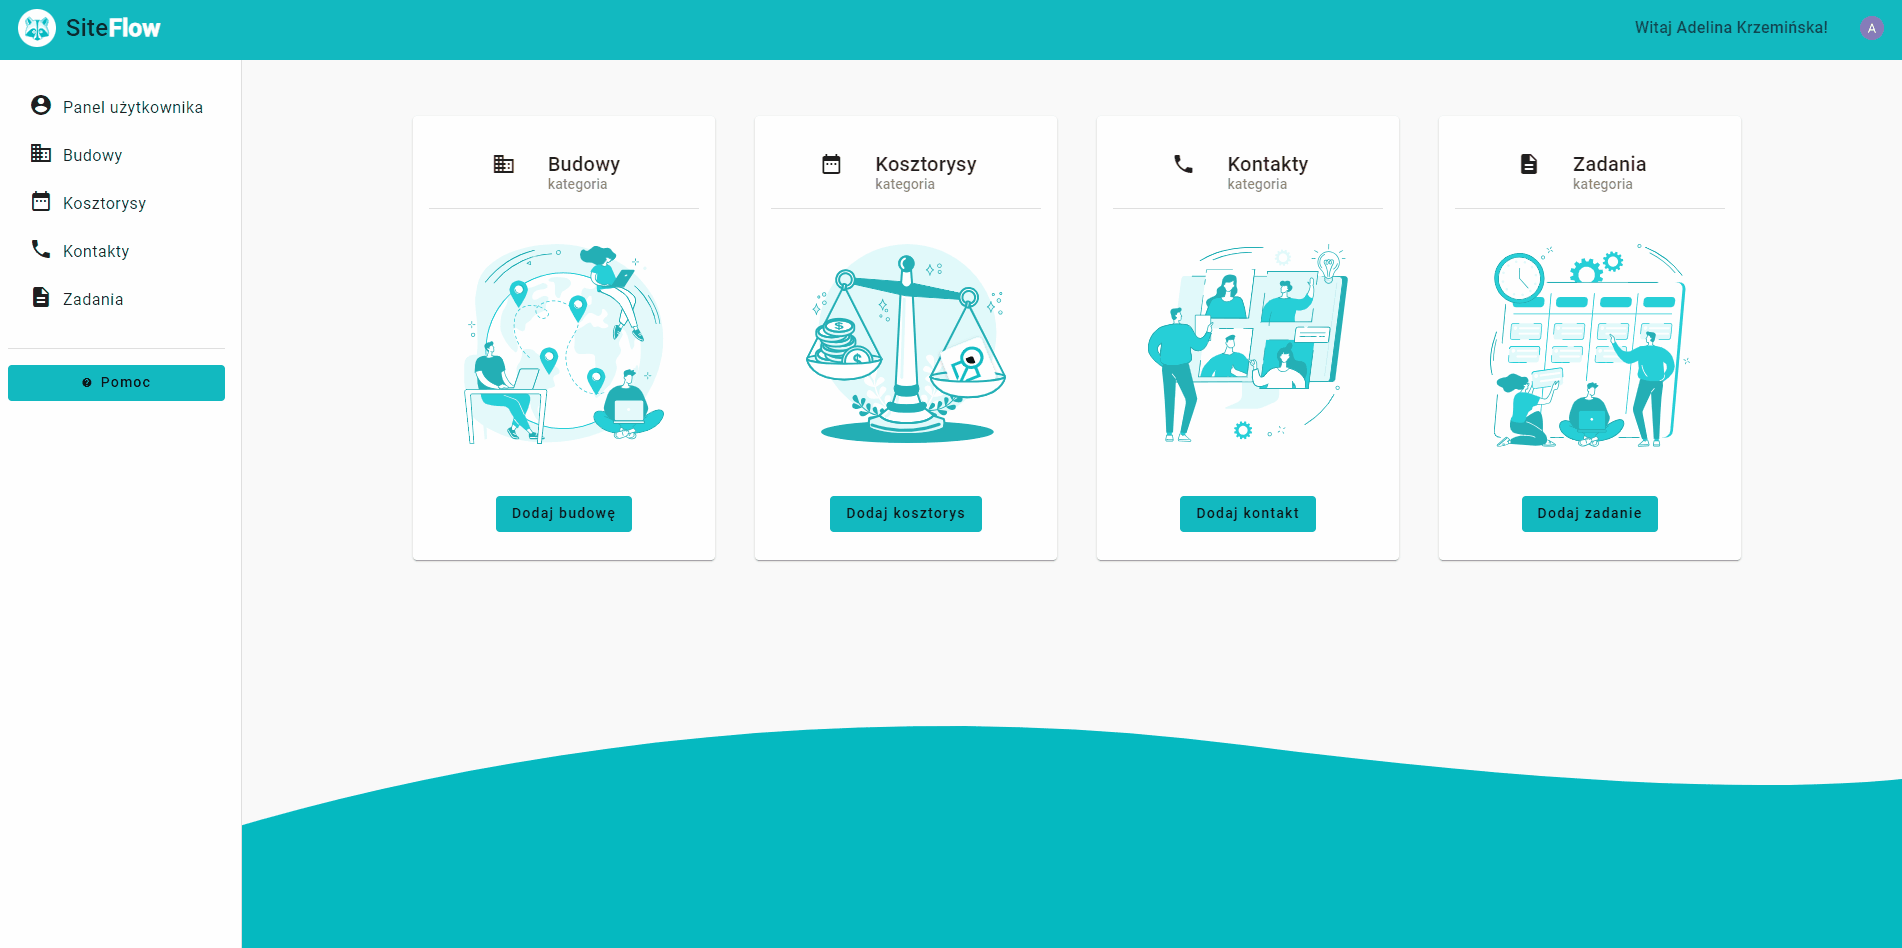 SiteFlow
Witaj Adelina Krzemińska!
A
Panel użytkownika
Budowy
Kosztorysy
Kontakty
Zadania
Pomoc
Budowy
kategoria
Dodaj budowę
Kosztorysy
kategoria
$
$
Dodaj kosztorys
Kontakty
kategoria
Dodaj kontakt
Zadania
kategoria
Dodaj zadanie